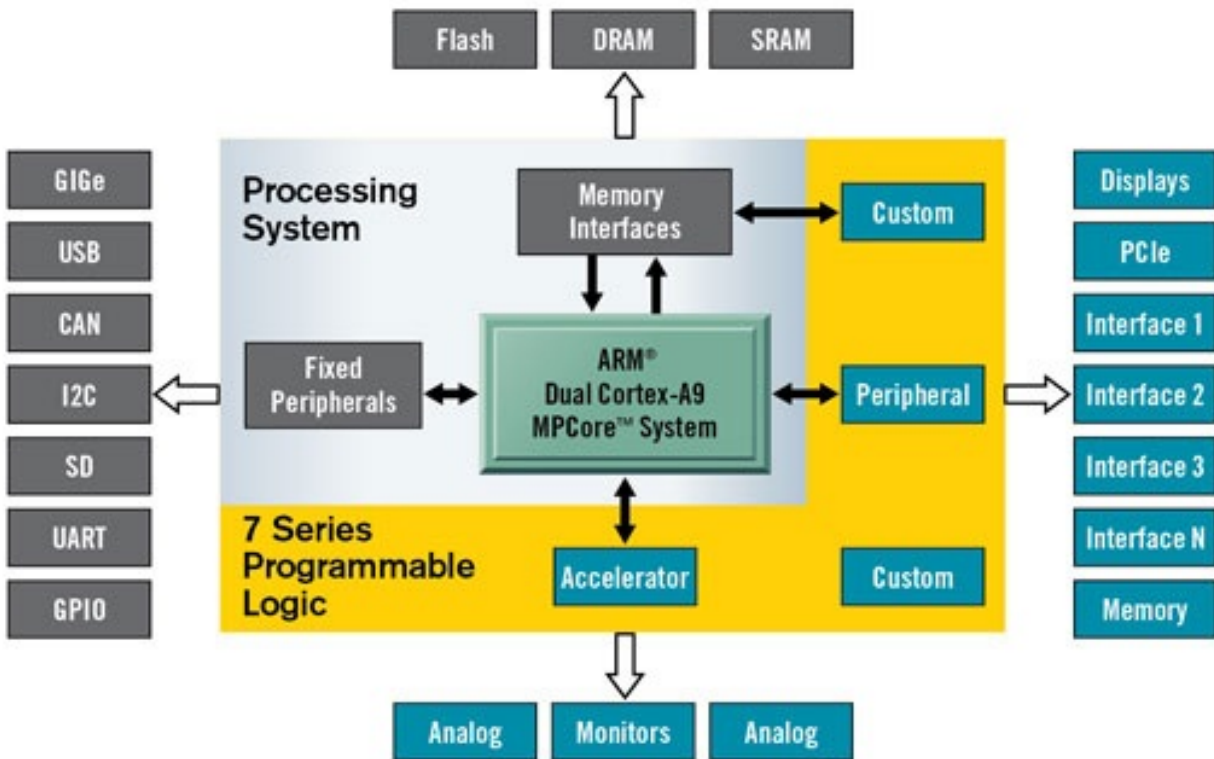 Flash
DRAM
SRAM
GIGe
USB
CAN
I2C
SD
UART
GPIO
Processing
System
Memory
Interfaces
Custom
Fixed
Peripherals
ARM®
Dual Cortex-A9
MPCore™ System
Peripheral
7 Series
Programmable
Logic
Accelerator
Custom
Displays
PCIe
Interface 1
Interface 2
Interface 3
Interface N
Memory
Analog
Monitors
Analog